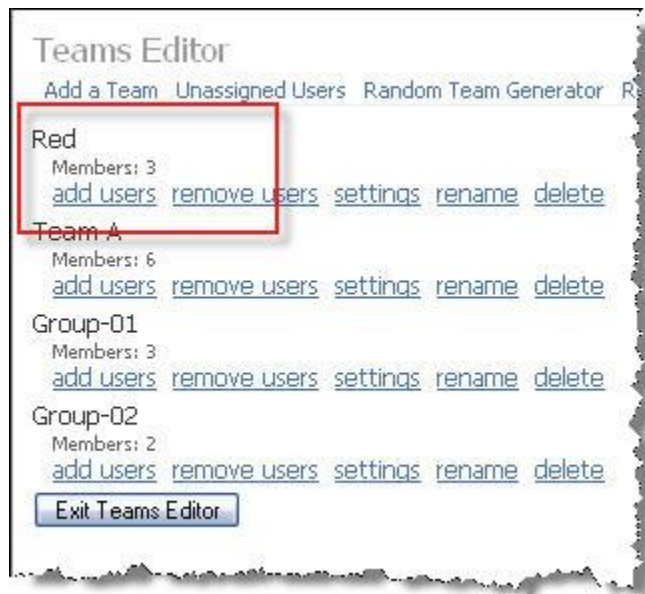 Teams Editor
Add a Team Unassigned Users Random Team Generator
Red
Members: 3
add users remove users settings rename delete
Team A
Members: 6
add users remove users settings rename delete
Group-01
Members: 3
add users remove users settings rename delete
Group-02
Members: 2
add users remove users settings rename delete
Exit Teams Editor